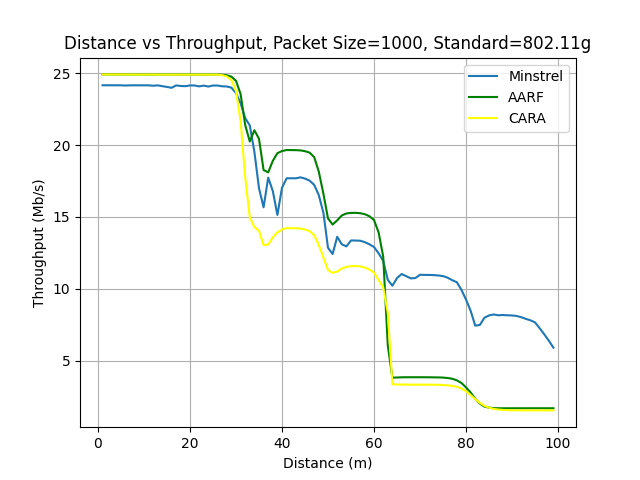 Distance vs Throughput, Packet Size=1000, Standard=802.11g
Minstrel
AARF
CARA
Throughput (Mb/s)
25
20
15
10
5
0 20 40 60 80 100
Distance (m)